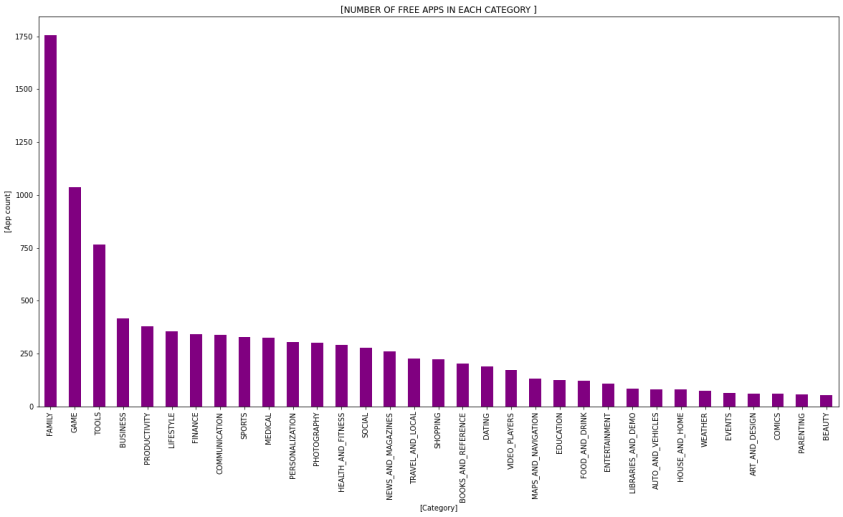 [NUMBER OF FREE APPS IN EACH CATEGORY ]
[App count]
1750
1500
1250
1000
750
500
250
0
FAMILY
GAME
TOOLS
BUSINESS
PRODUCTIVITY
LIFESTYLE
FINANCE
COMMUNICATION
SPORTS
MEDICAL
PERSONALIZATION
PHOTOGRAPHY
HEALTH_AND_FITNESS
SOCIAL
NEWS_AND_MAGAZINES
TRAVEL_AND_LOCAL
SHOPPING
BOOKS_AND_REFERENCE
DATING
VIDEO_PLAYERS
MAPS_AND_NAVIGATION
EDUCATION
FOOD_AND_DRINK
ENTERTAINMENT
LIBRARIES_AND_DEMO
AUTO_AND_VEHICLES
HOUSE_AND_HOME
WEATHER
EVENTS
ART_AND_DESIGN
COMICS
PARENTING
BEAUTY
[Category]